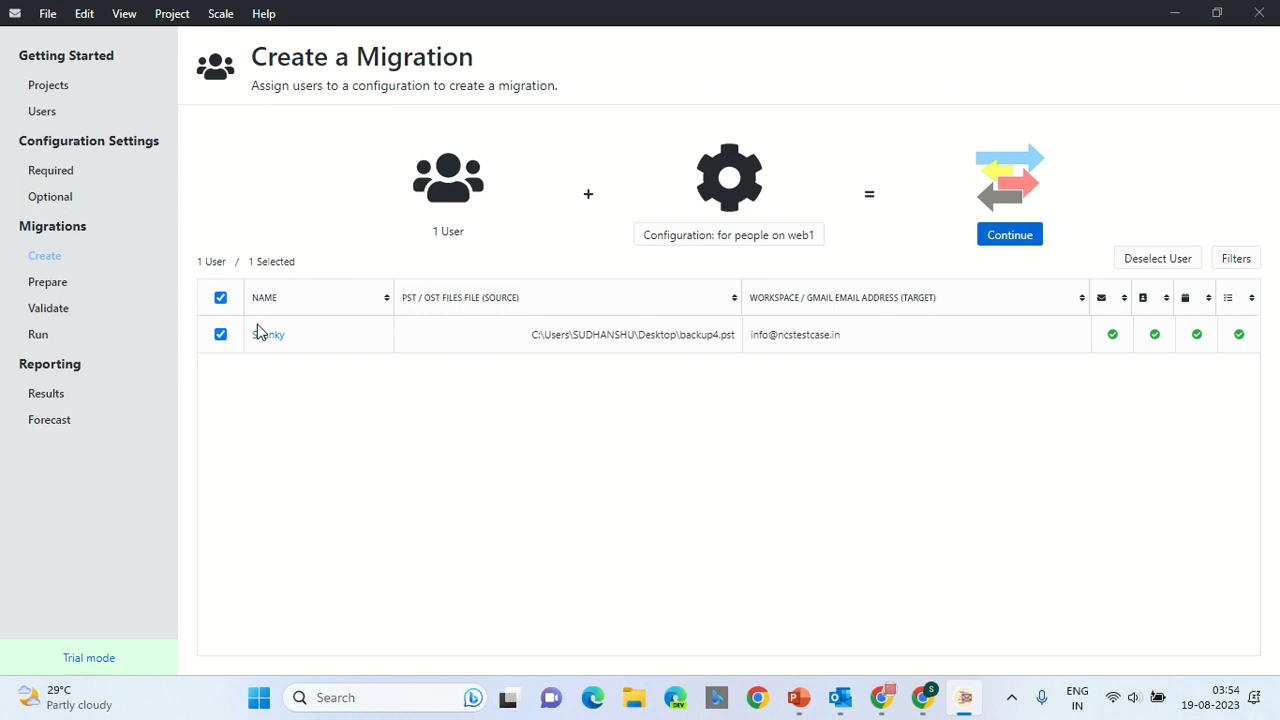 File Edit View Project Scale Help
Getting Started
Projects
Users
Configuration Settings
Required
Optional
Migrations
Create
Prepare
Validate
Run
Reporting
Results
Forecast
Trial mode
Create a Migration
Assign users to a configuration to create a migration.
1 User
+
Configuration: for people on web1
=
Continue
1 User / 1 Selected
Deselect User
Filters
NAME PST / OST FILES FILE (SOURCE) WORKSPACE / GMAIL EMAIL ADDRESS (TARGET)
C:\Users\SUDHANSHU\Desktop\backup4.pst info@ncstestcase.in
29°C
Partly cloudy
Search
DEV
S
ENG
IN
03:54
19-08-2023